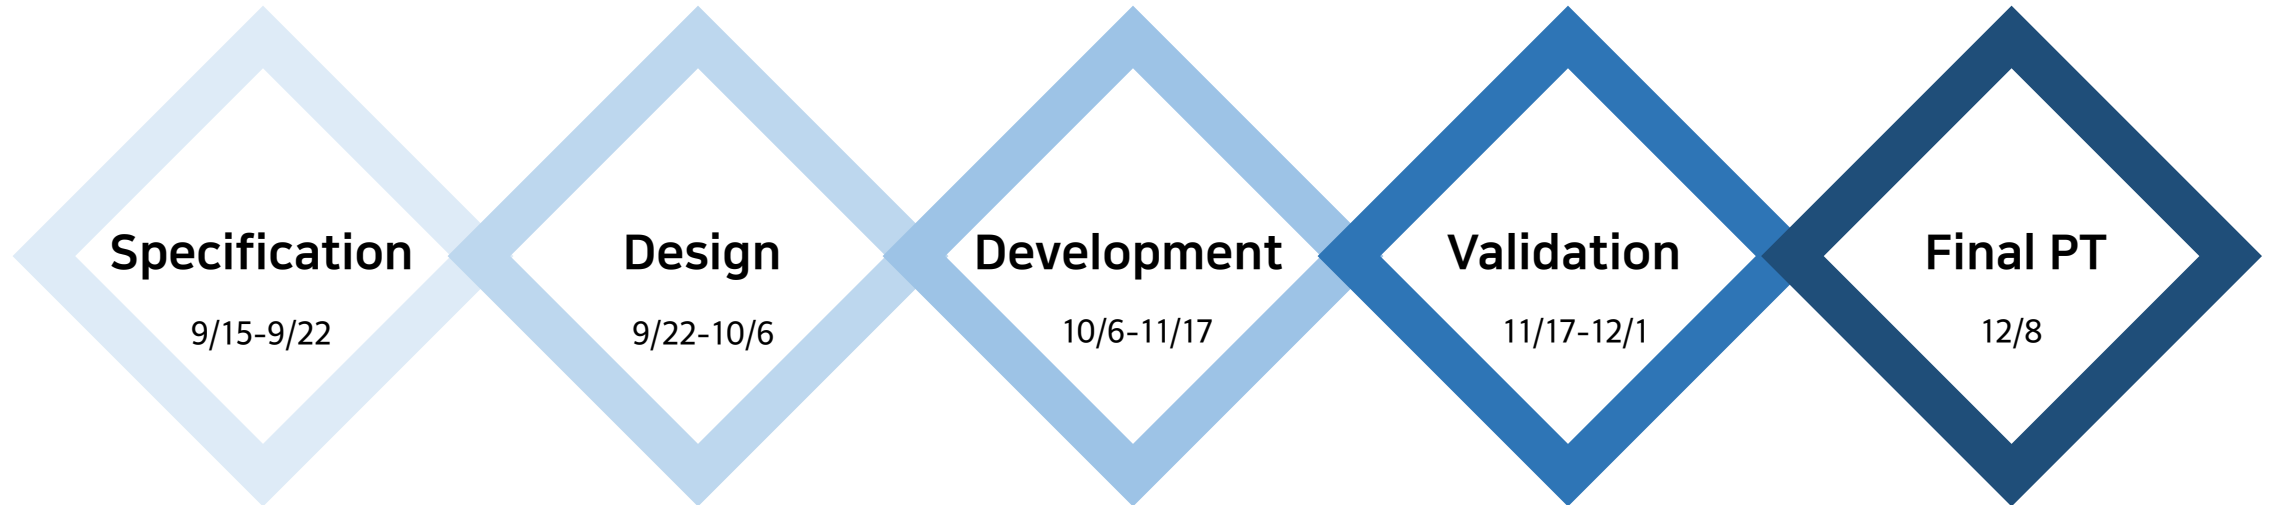 Specification
9/15-9/22
Design
9/22-10/6
Development
10/6-11/17
Validation
11/17-12/1
Final PT
12/8